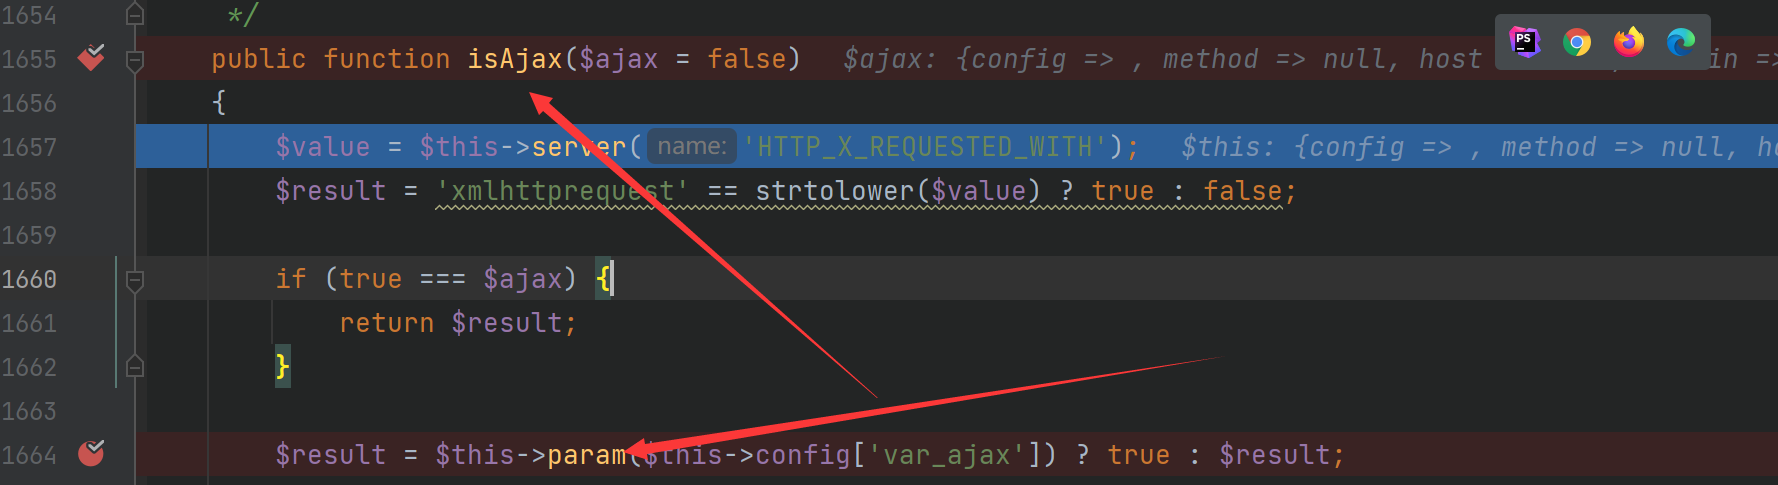 1654 */
1655 public function isAjax($ajax = false) $ajax: {config => , method => null, host in =>
1656 {
1657 $value = $this->server( name: 'HTTP_X_REQUESTED_WITH'); $this: {config => , method => null, ho
1658 $result = 'xmlhttprequest' == strtolower($value) ? true : false;
1659
1660 if (true === $ajax) {
1661 return $result;
1662 }
1663
1664 $result = $this->param($this->config['var_ajax']) ? true : $result;
PS